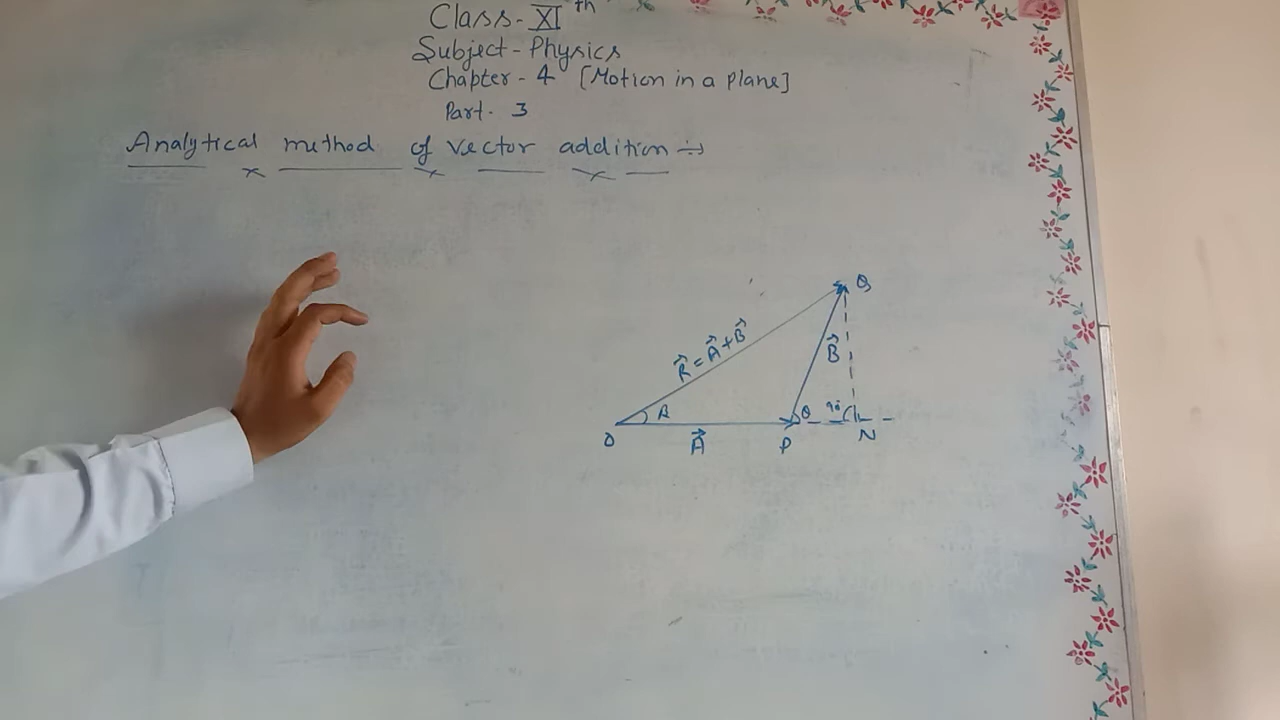 Class-XIth
Subject-Physics
Chapter-4 [Motion in a plane]
Part-3
Analytical method of vector addition
Q
R⃗ = A⃗ + B⃗
B⃗
θ 90°
O A⃗ P N